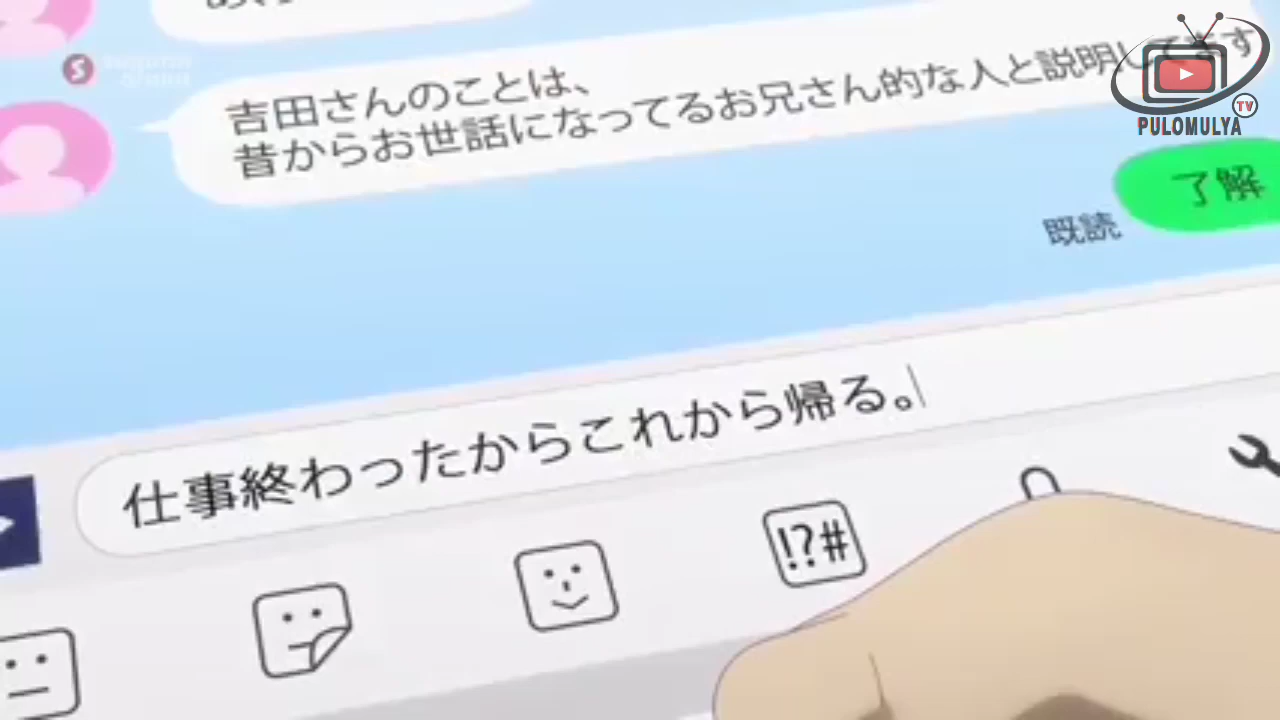 吉田さんのことは、
昔からお世話になってるお兄さん的な人と説明してます
了解
既読
仕事終わったからこれから帰る。
!?#
TV
PULOMULYA